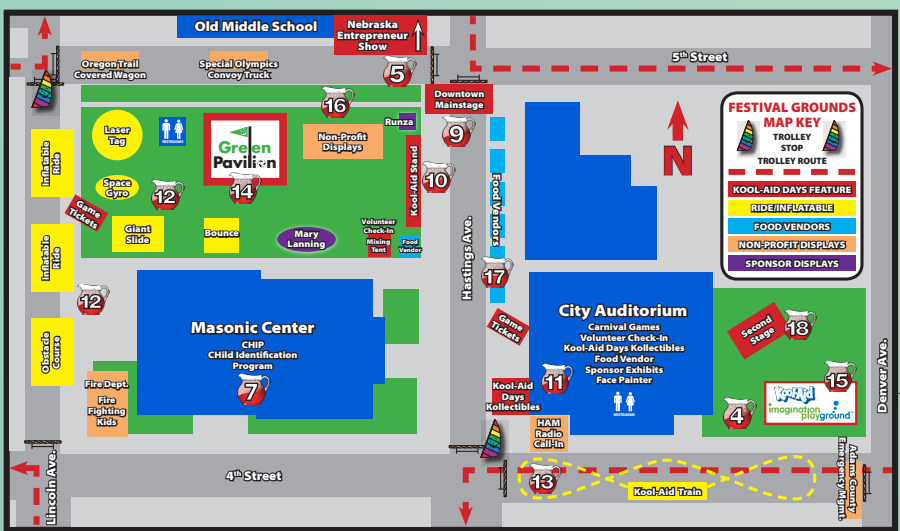 Old Middle School
Nebraska
Entrepreneur
Show
5th Street
Oregon Trail
Covered Wagon
Special Olympics
Convoy Truck
5
16
Downtown
Mainstage
9
Laser
Tag
RESTROOMS
Green
Pavilion
14
Non-Profit
Displays
Runza
Kool-Aid Stand
10
Food Vendors
17
Inflatable
Ride
Space
Gyro
12
Game
Tickets
Giant
Slide
Bounce
Mary
Lanning
Volunteer
Check-In
Mixing
Tent
Food
Vendor
Hastings Ave.
Inflatable
Ride
12
Obstacle
Course
Masonic Center
CHIP
CHild Identification
Program
7
Fire Dept.
Fire
Fighting
Kids
Game
Tickets
City Auditorium
Carnival Games
Volunteer Check-In
Kool-Aid Days Kollectibles
Food Vendor
Sponsor Exhibits
Face Painter
11
RESTROOMS
Kool-Aid
Days
Kollectibles
HAM
Radio
Call-In
N
FESTIVAL GROUNDS
MAP KEY
TROLLEY
STOP
TROLLEY ROUTE
KOOL-AID DAYS FEATURE
RIDE/INFLATABLE
FOOD VENDORS
NON-PROFIT DISPLAYS
SPONSOR DISPLAYS
Second
Stage
18
15
4
Kool-Aid
imagination
playground
Denver Ave.
Lincoln Ave.
4th Street
13
Kool-Aid Train
Adams County
Emergency Mgmt.